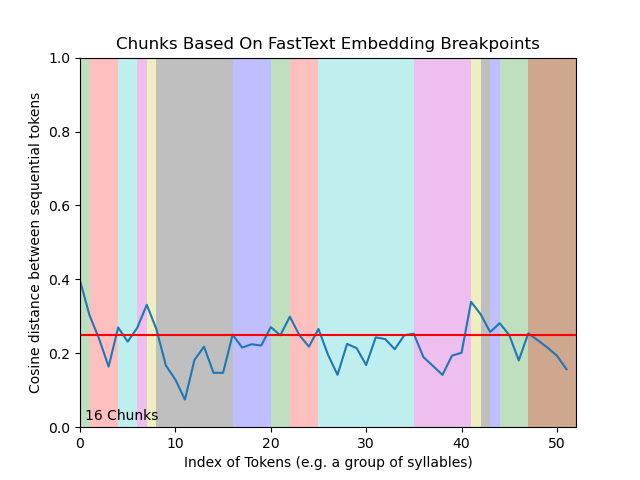 Chunks Based On FastText Embedding Breakpoints
Cosine distance between sequential tokens
1.0
0.8
0.6
0.4
0.2
0.0
16 Chunks
0 10 20 30 40 50
Index of Tokens (e.g. a group of syllables)